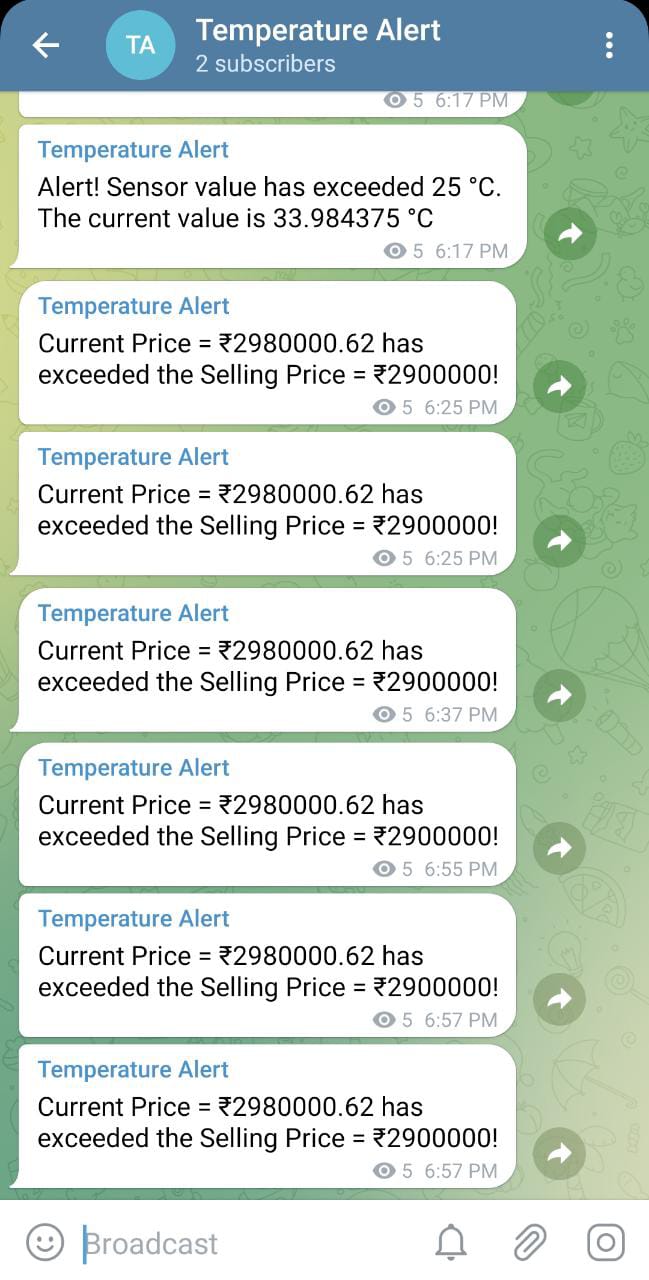 TA
Temperature Alert
2 subscribers
5 6:17 PM
Temperature Alert
Alert! Sensor value has exceeded 25 °C.
The current value is 33.984375 °C
5 6:17 PM
Temperature Alert
Current Price = ₹2980000.62 has
exceeded the Selling Price = ₹2900000!
5 6:25 PM
Temperature Alert
Current Price = ₹2980000.62 has
exceeded the Selling Price = ₹2900000!
5 6:25 PM
Temperature Alert
Current Price = ₹2980000.62 has
exceeded the Selling Price = ₹2900000!
5 6:37 PM
Temperature Alert
Current Price = ₹2980000.62 has
exceeded the Selling Price = ₹2900000!
5 6:55 PM
Temperature Alert
Current Price = ₹2980000.62 has
exceeded the Selling Price = ₹2900000!
5 6:57 PM
Temperature Alert
Current Price = ₹2980000.62 has
exceeded the Selling Price = ₹2900000!
5 6:57 PM
Broadcast